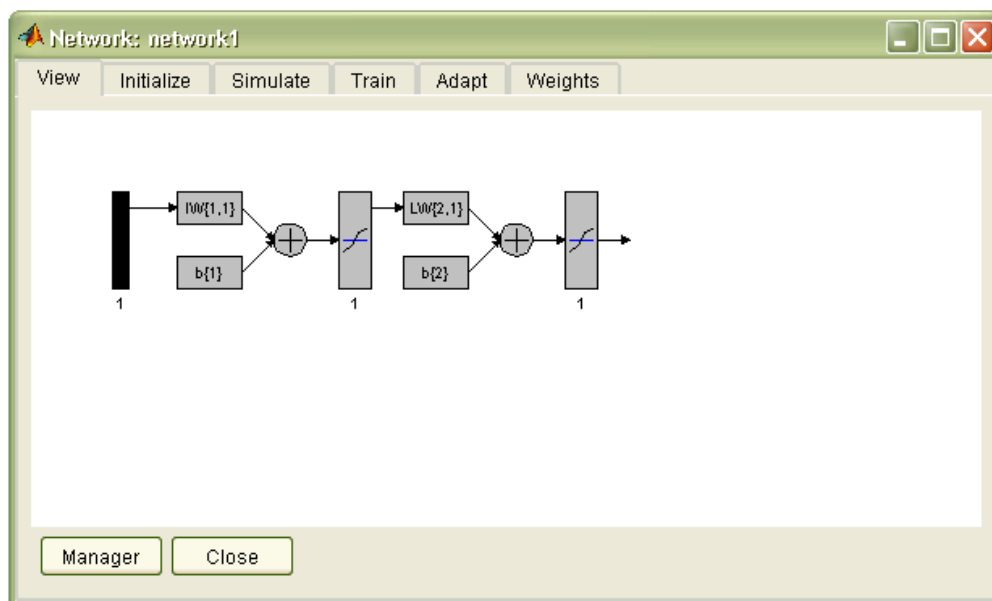 Network: network1
View Initialize Simulate Train Adapt Weights
IW{1,1} LW{2,1}
b{1} b{2}
1 1 1
Manager Close